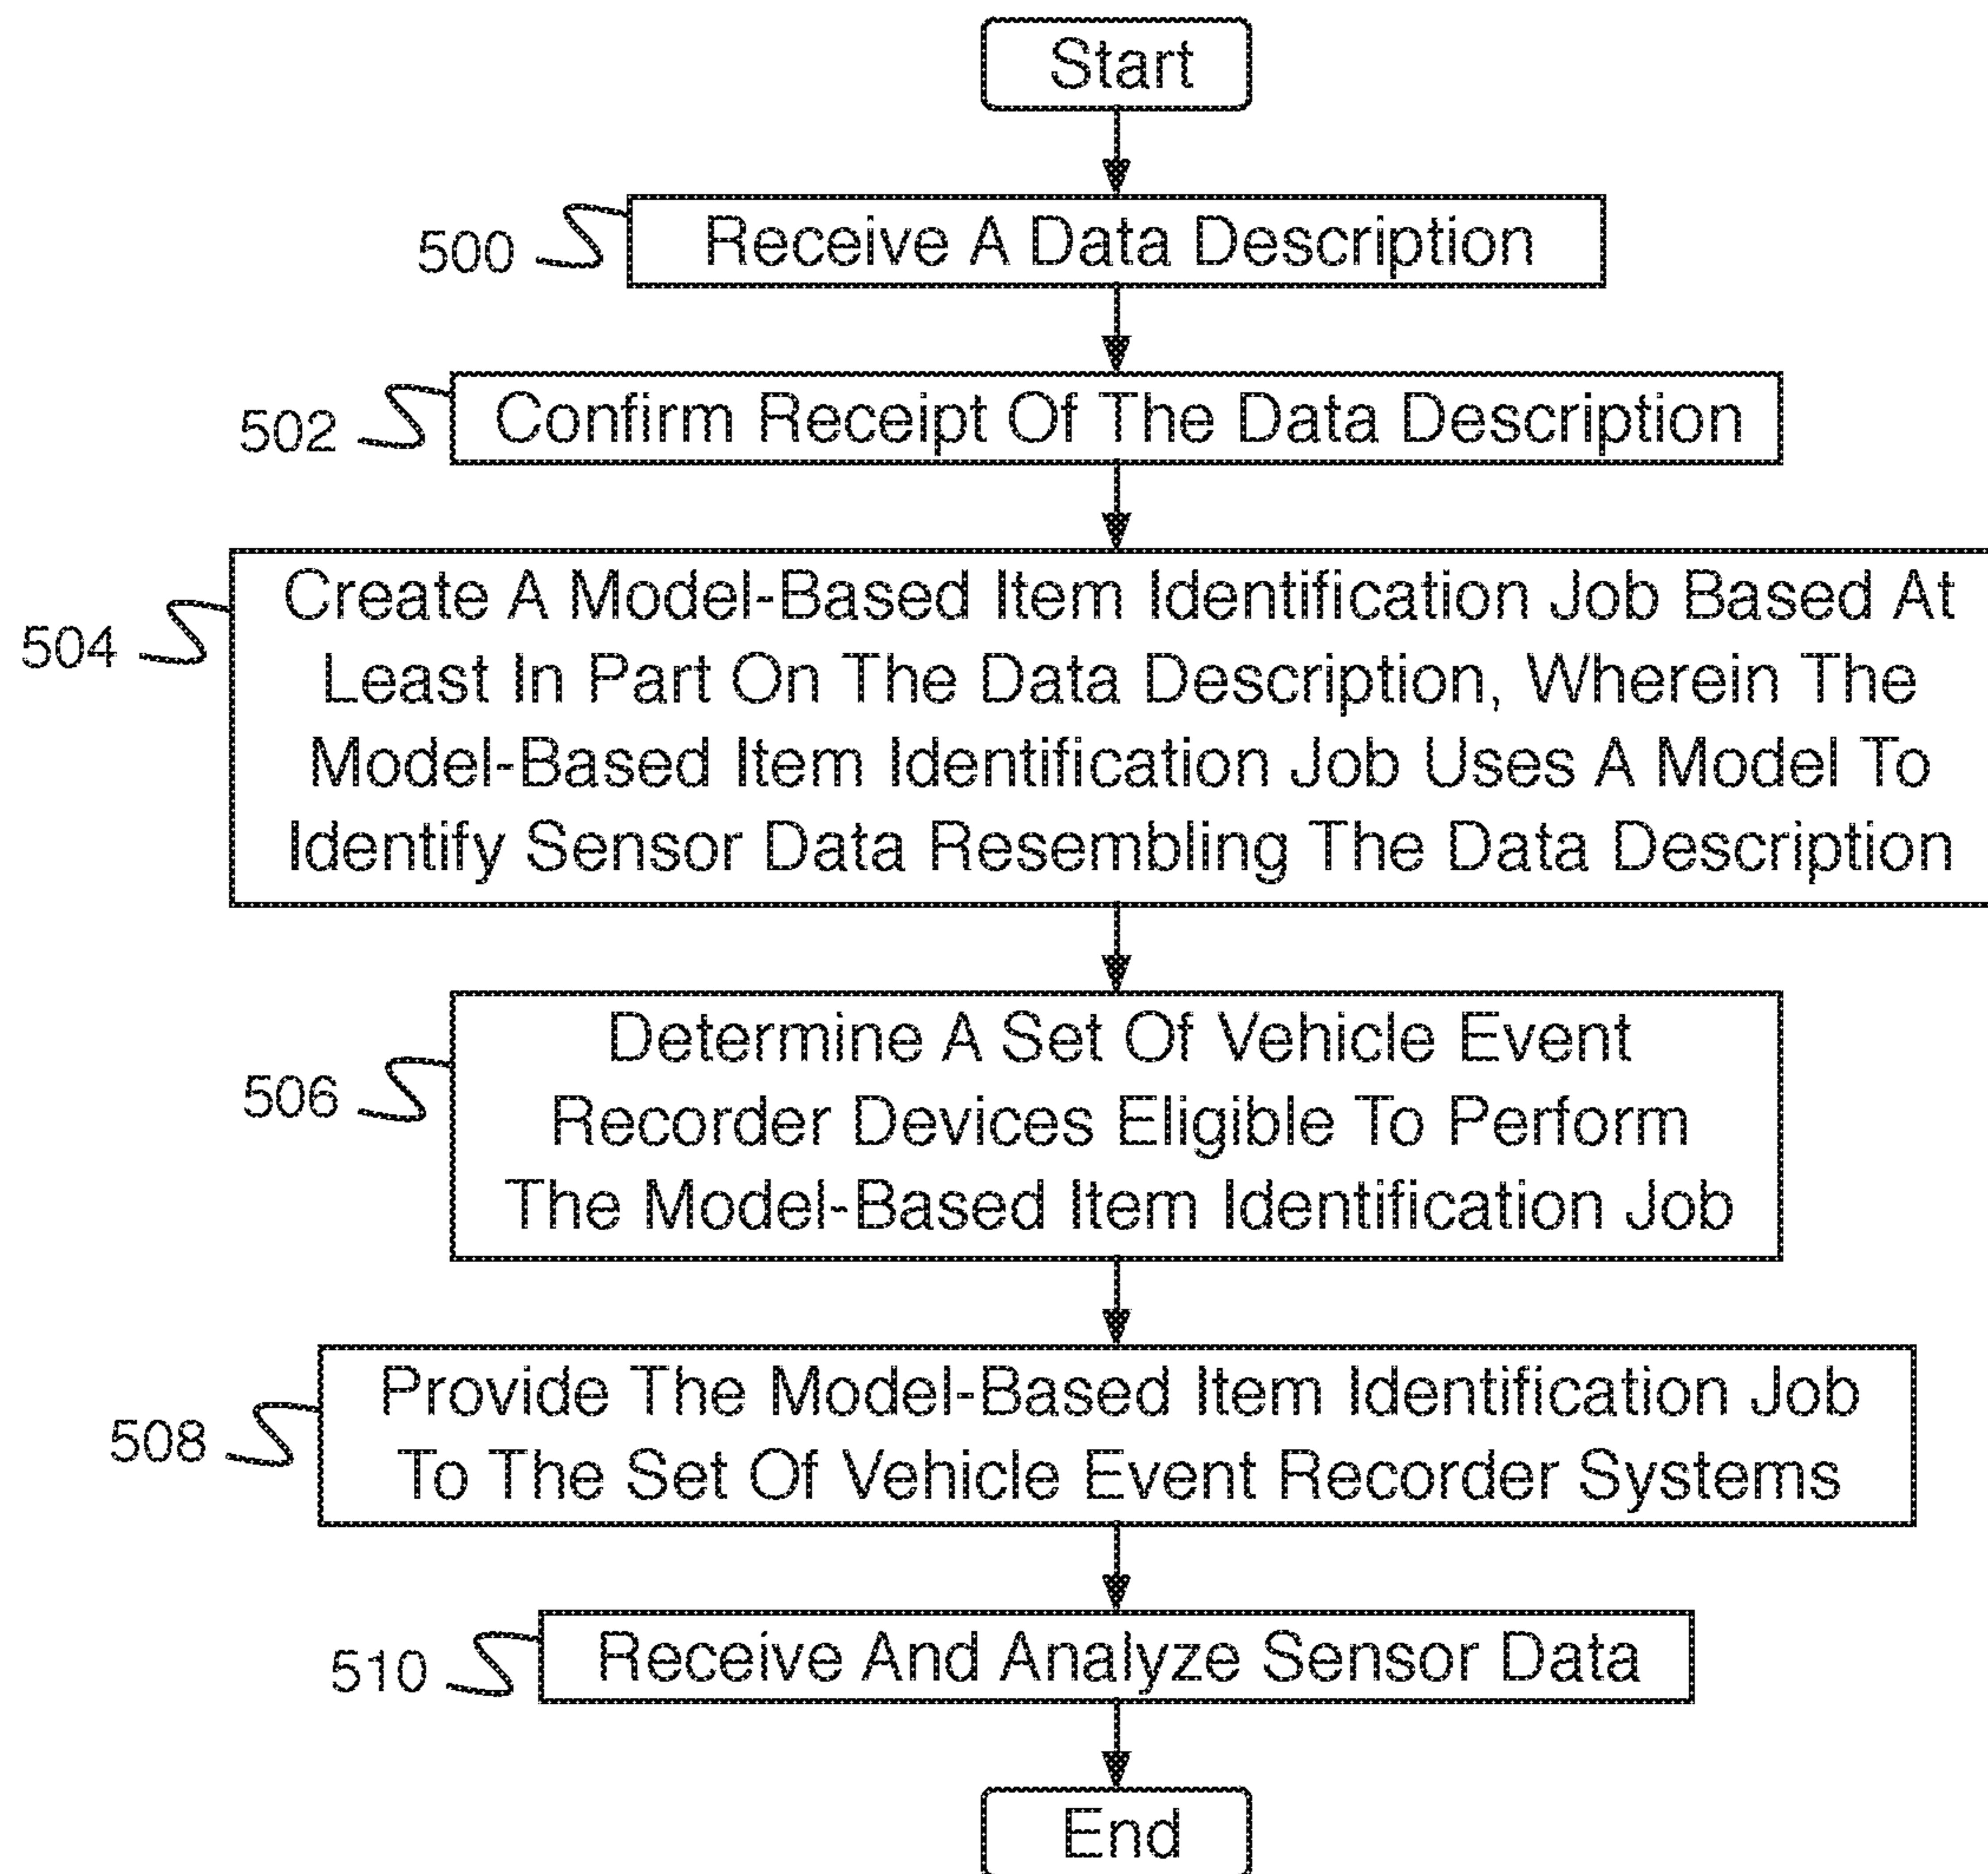 Start
500
Receive A Data Description
502
Confirm Receipt Of The Data Description
504
Create A Model-Based Item Identification Job Based At
Least In Part On The Data Description, Wherein The
Model-Based Item Identification Job Uses A Model To
Identify Sensor Data Resembling The Data Description
506
Determine A Set Of Vehicle Event
Recorder Devices Eligible To Perform
The Model-Based Item Identification Job
508
Provide The Model-Based Item Identification Job
To The Set Of Vehicle Event Recorder Systems
510
Receive And Analyze Sensor Data
End